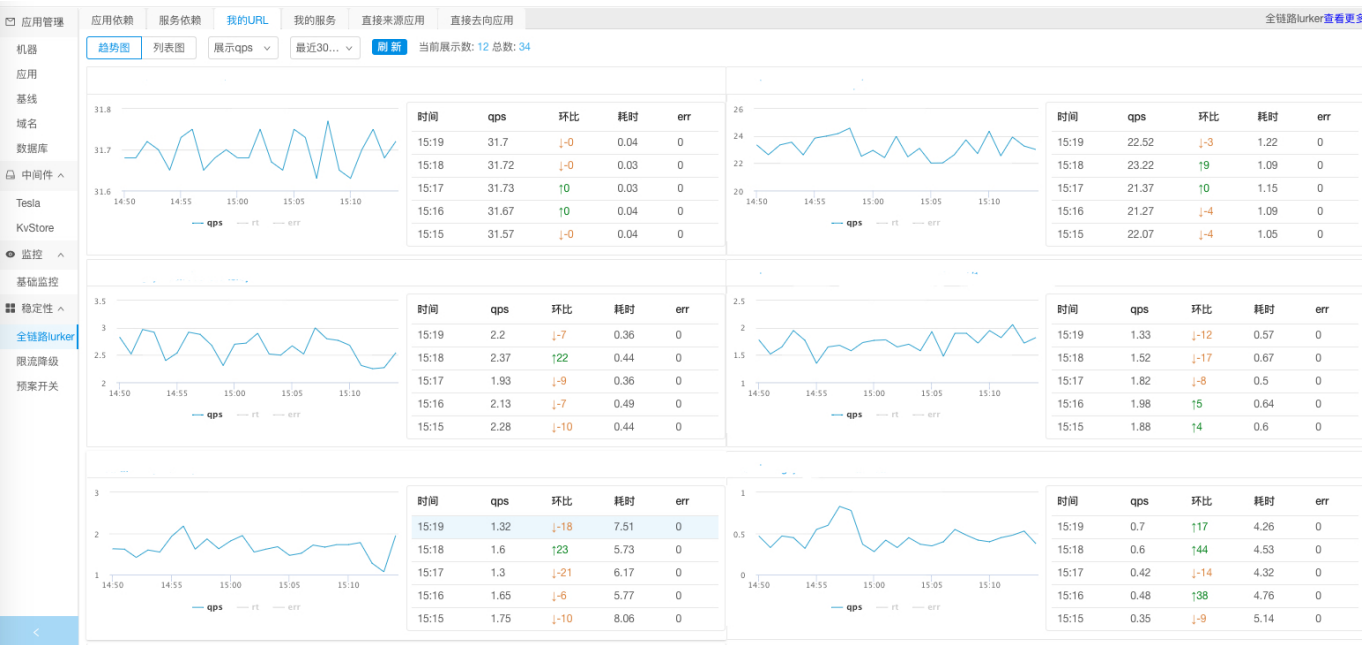 应用管理
机器
应用
基线
域名
数据库
中间件
Tesla
KvStore
监控
基础监控
稳定性
全链路lurker
限流降级
预案开关
应用依赖 服务依赖 我的URL 我的服务 直接来源应用 直接去向应用 全链路lurker查看更多
趋势图 列表图 展示qps 最近30... 刷 新 当前展示数: 12 总数: 34
31.8
31.7
31.6
14:50 14:55 15:00 15:05 15:10
qps rt err
时间 qps 环比 耗时 err
15:19 31.7 ↓-0 0.04 0
15:18 31.72 ↓-0 0.03 0
15:17 31.73 ↑0 0.03 0
15:16 31.67 ↑0 0.04 0
15:15 31.57 ↓-0 0.04 0
26
24
22
20
14:50 14:55 15:00 15:05 15:10
qps rt err
时间 qps 环比 耗时 err
15:19 22.52 ↓-3 1.22 0
15:18 23.22 ↑9 1.09 0
15:17 21.37 ↑0 1.15 0
15:16 21.27 ↓-4 1.09 0
15:15 22.07 ↓-4 1.05 0
3.5
3
2.5
2
14:50 14:55 15:00 15:05 15:10
qps rt err
时间 qps 环比 耗时 err
15:19 2.2 ↓-7 0.36 0
15:18 2.37 ↑22 0.44 0
15:17 1.93 ↓-9 0.36 0
15:16 2.13 ↓-7 0.49 0
15:15 2.28 ↓-10 0.44 0
2.5
2
1.5
1
14:50 14:55 15:00 15:05 15:10
qps rt err
时间 qps 环比 耗时 err
15:19 1.33 ↓-12 0.57 0
15:18 1.52 ↓-17 0.67 0
15:17 1.82 ↓-8 0.5 0
15:16 1.98 ↑5 0.64 0
15:15 1.88 ↑4 0.6 0
3
2
1
14:50 14:55 15:00 15:05 15:10
qps rt err
时间 qps 环比 耗时 err
15:19 1.32 ↓-18 7.51 0
15:18 1.6 ↑23 5.73 0
15:17 1.3 ↓-21 6.17 0
15:16 1.65 ↓-6 5.77 0
15:15 1.75 ↓-10 8.06 0
1
0.5
0
14:50 14:55 15:00 15:05 15:10
qps rt err
时间 qps 环比 耗时 err
15:19 0.7 ↑17 4.26 0
15:18 0.6 ↑44 4.53 0
15:17 0.42 ↓-14 4.32 0
15:16 0.48 ↑38 4.76 0
15:15 0.35 ↓-9 5.14 0